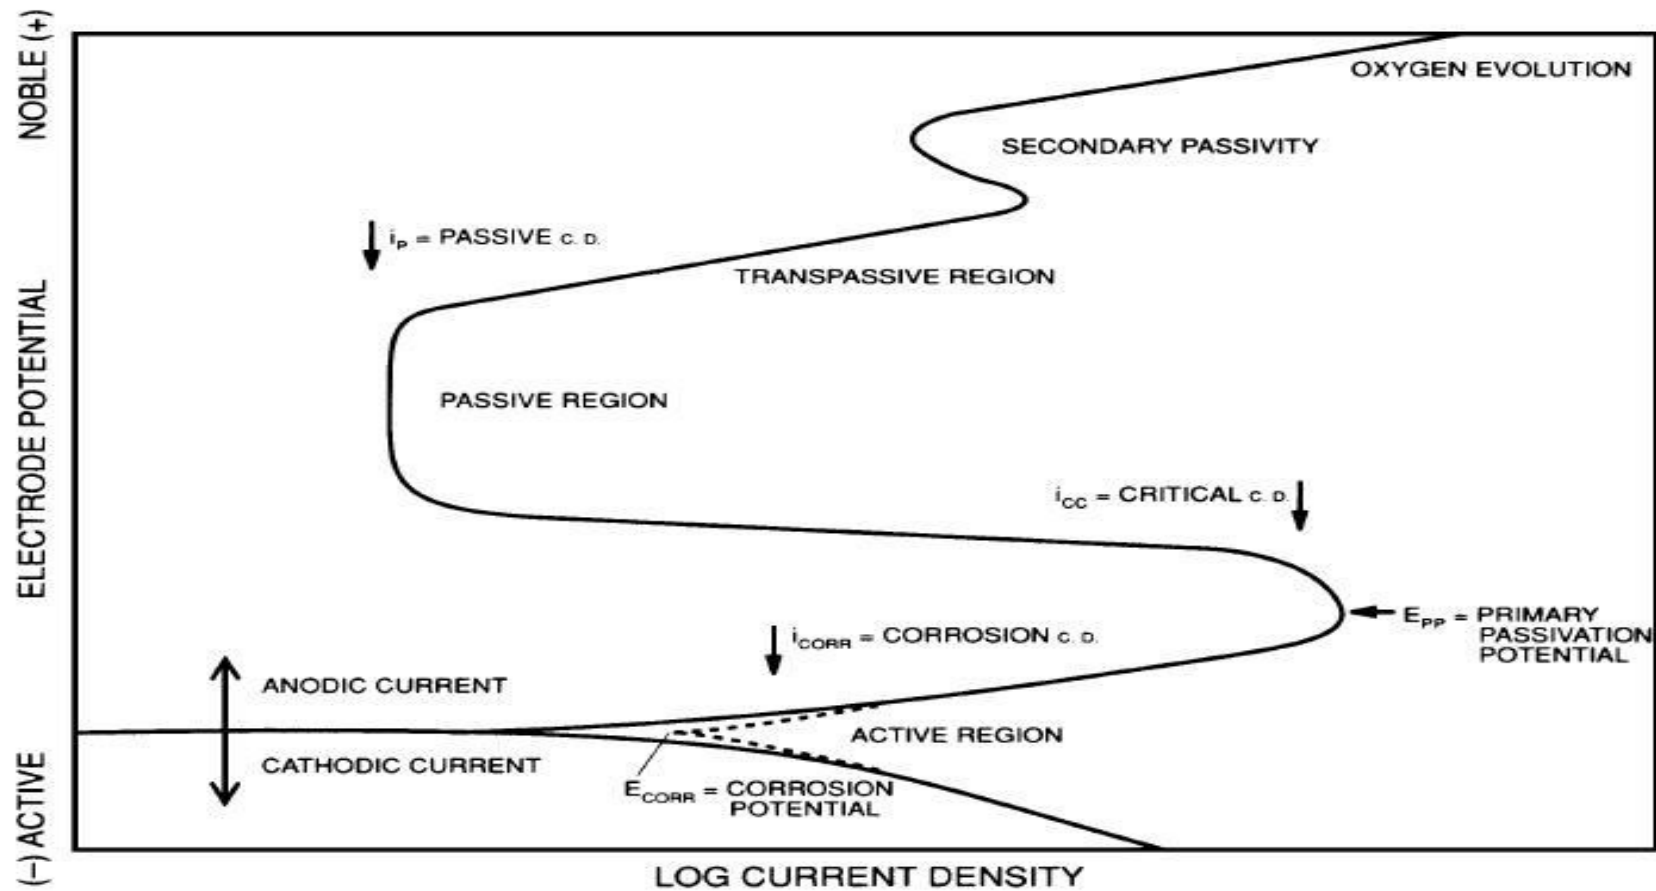 NOBLE (+)
ELECTRODE POTENTIAL
(–) ACTIVE
OXYGEN EVOLUTION
SECONDARY PASSIVITY
iP = PASSIVE C. D.
TRANSPASSIVE REGION
PASSIVE REGION
iCC = CRITICAL C. D.
EPP = PRIMARY
PASSIVATION
POTENTIAL
iCORR = CORROSION C. D.
ANODIC CURRENT
ACTIVE REGION
CATHODIC CURRENT
ECORR = CORROSION
POTENTIAL
LOG CURRENT DENSITY